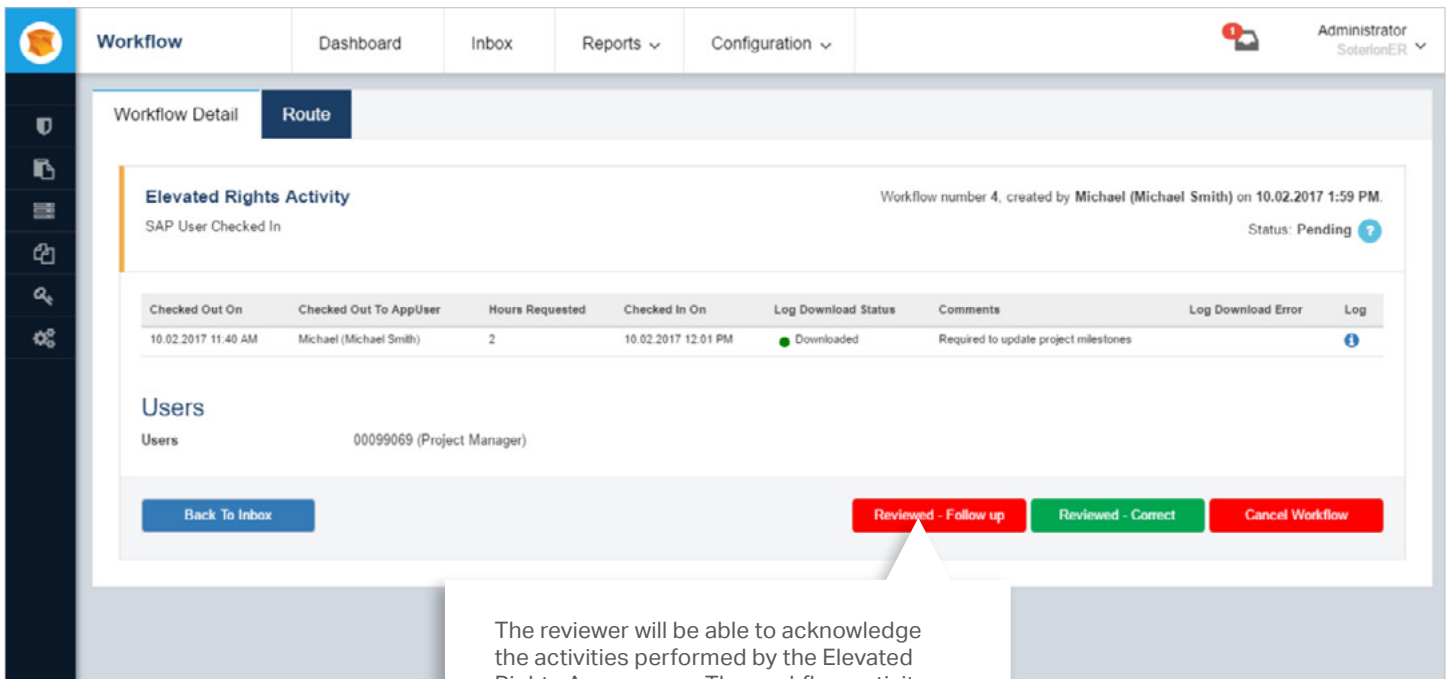 Workflow Dashboard Inbox Reports Configuration 1 Administrator
SoterionER
Workflow Detail Route
Elevated Rights Activity Workflow number 4, created by Michael (Michael Smith) on 10.02.2017 1:59 PM.
SAP User Checked In Status: Pending ?
Checked Out On Checked Out To AppUser Hours Requested Checked In On Log Download Status Comments Log Download Error Log
10.02.2017 11.40 AM Michael (Michael Smith) 2 10.02.2017 12.01 PM Downloaded Required to update project milestones
Users
Users 00099069 (Project Manager)
Back To Inbox Reviewed - Follow up Reviewed - Correct Cancel Workflow
The reviewer will be able to acknowledge
the activities performed by the Elevated